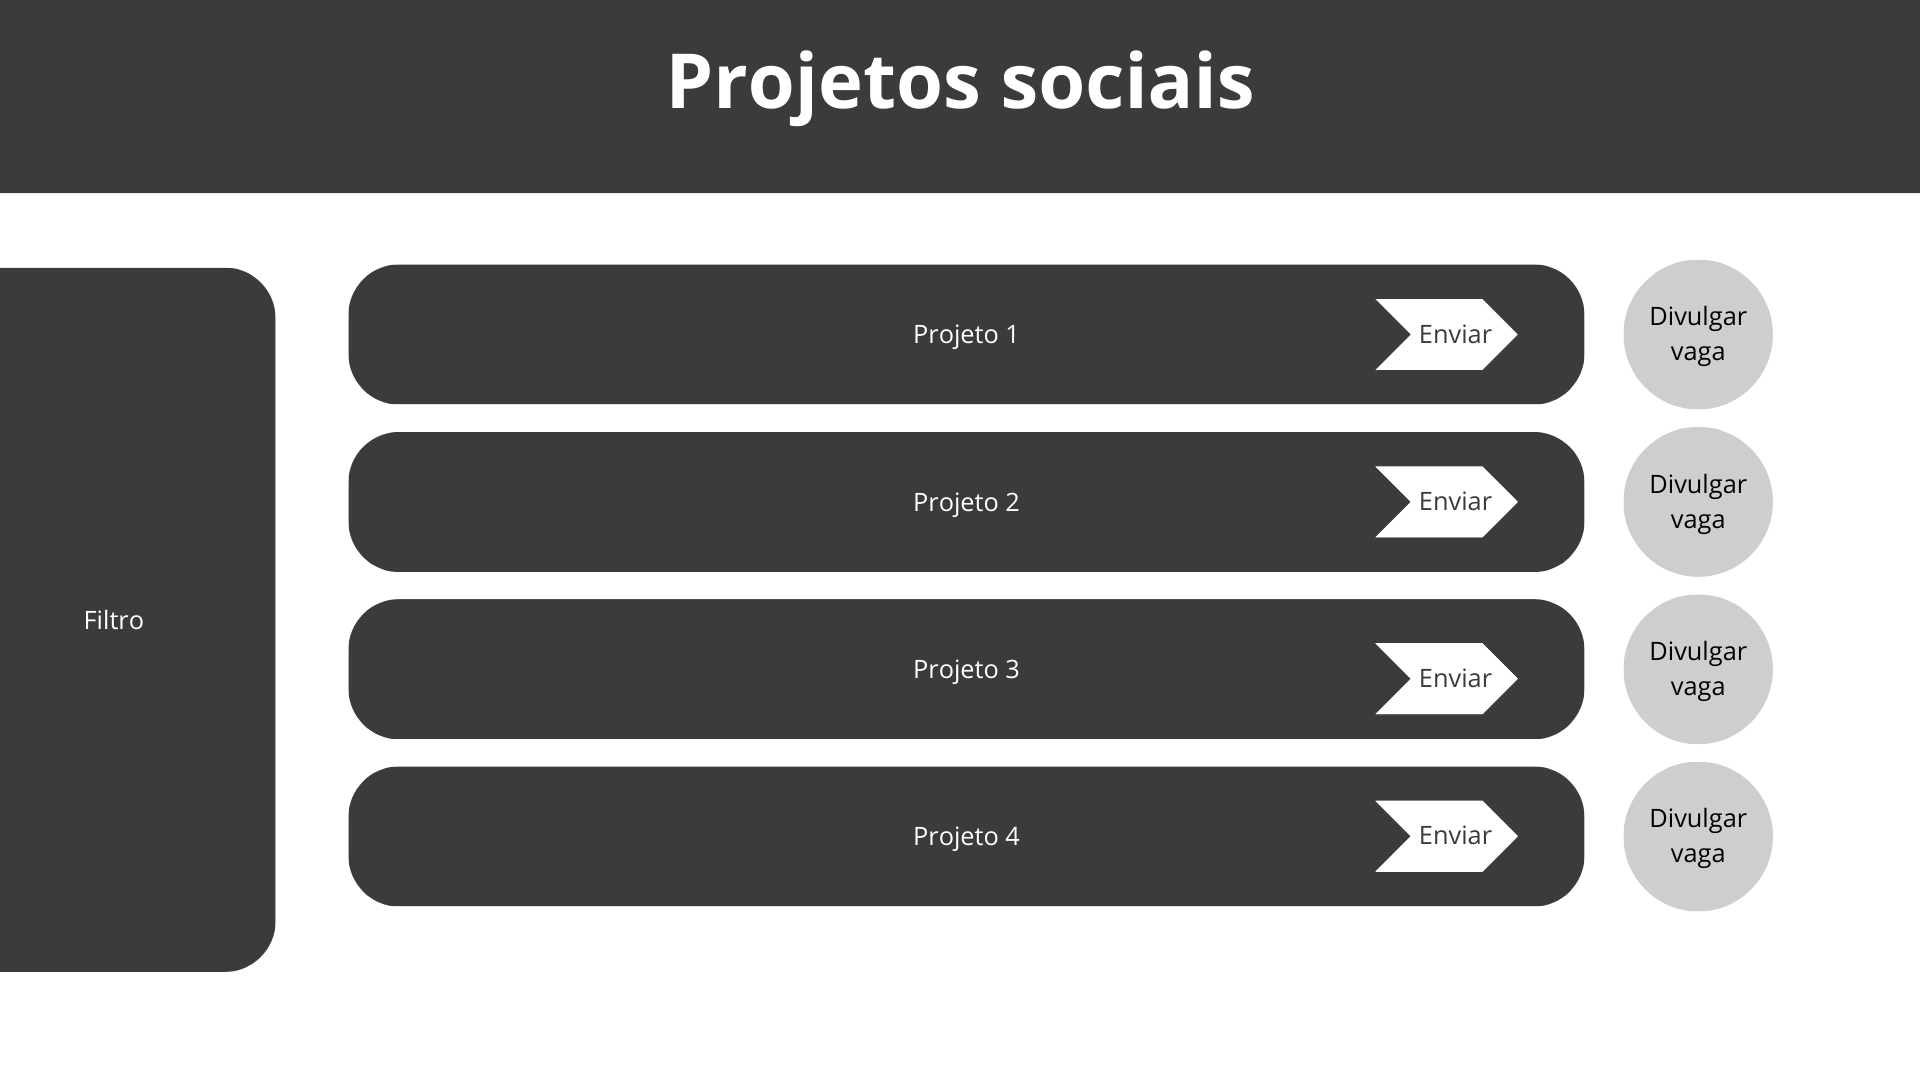 Projetos sociais
Filtro
Projeto 1
Enviar
Divulgar
vaga
Projeto 2
Enviar
Divulgar
vaga
Projeto 3
Enviar
Divulgar
vaga
Projeto 4
Enviar
Divulgar
vaga